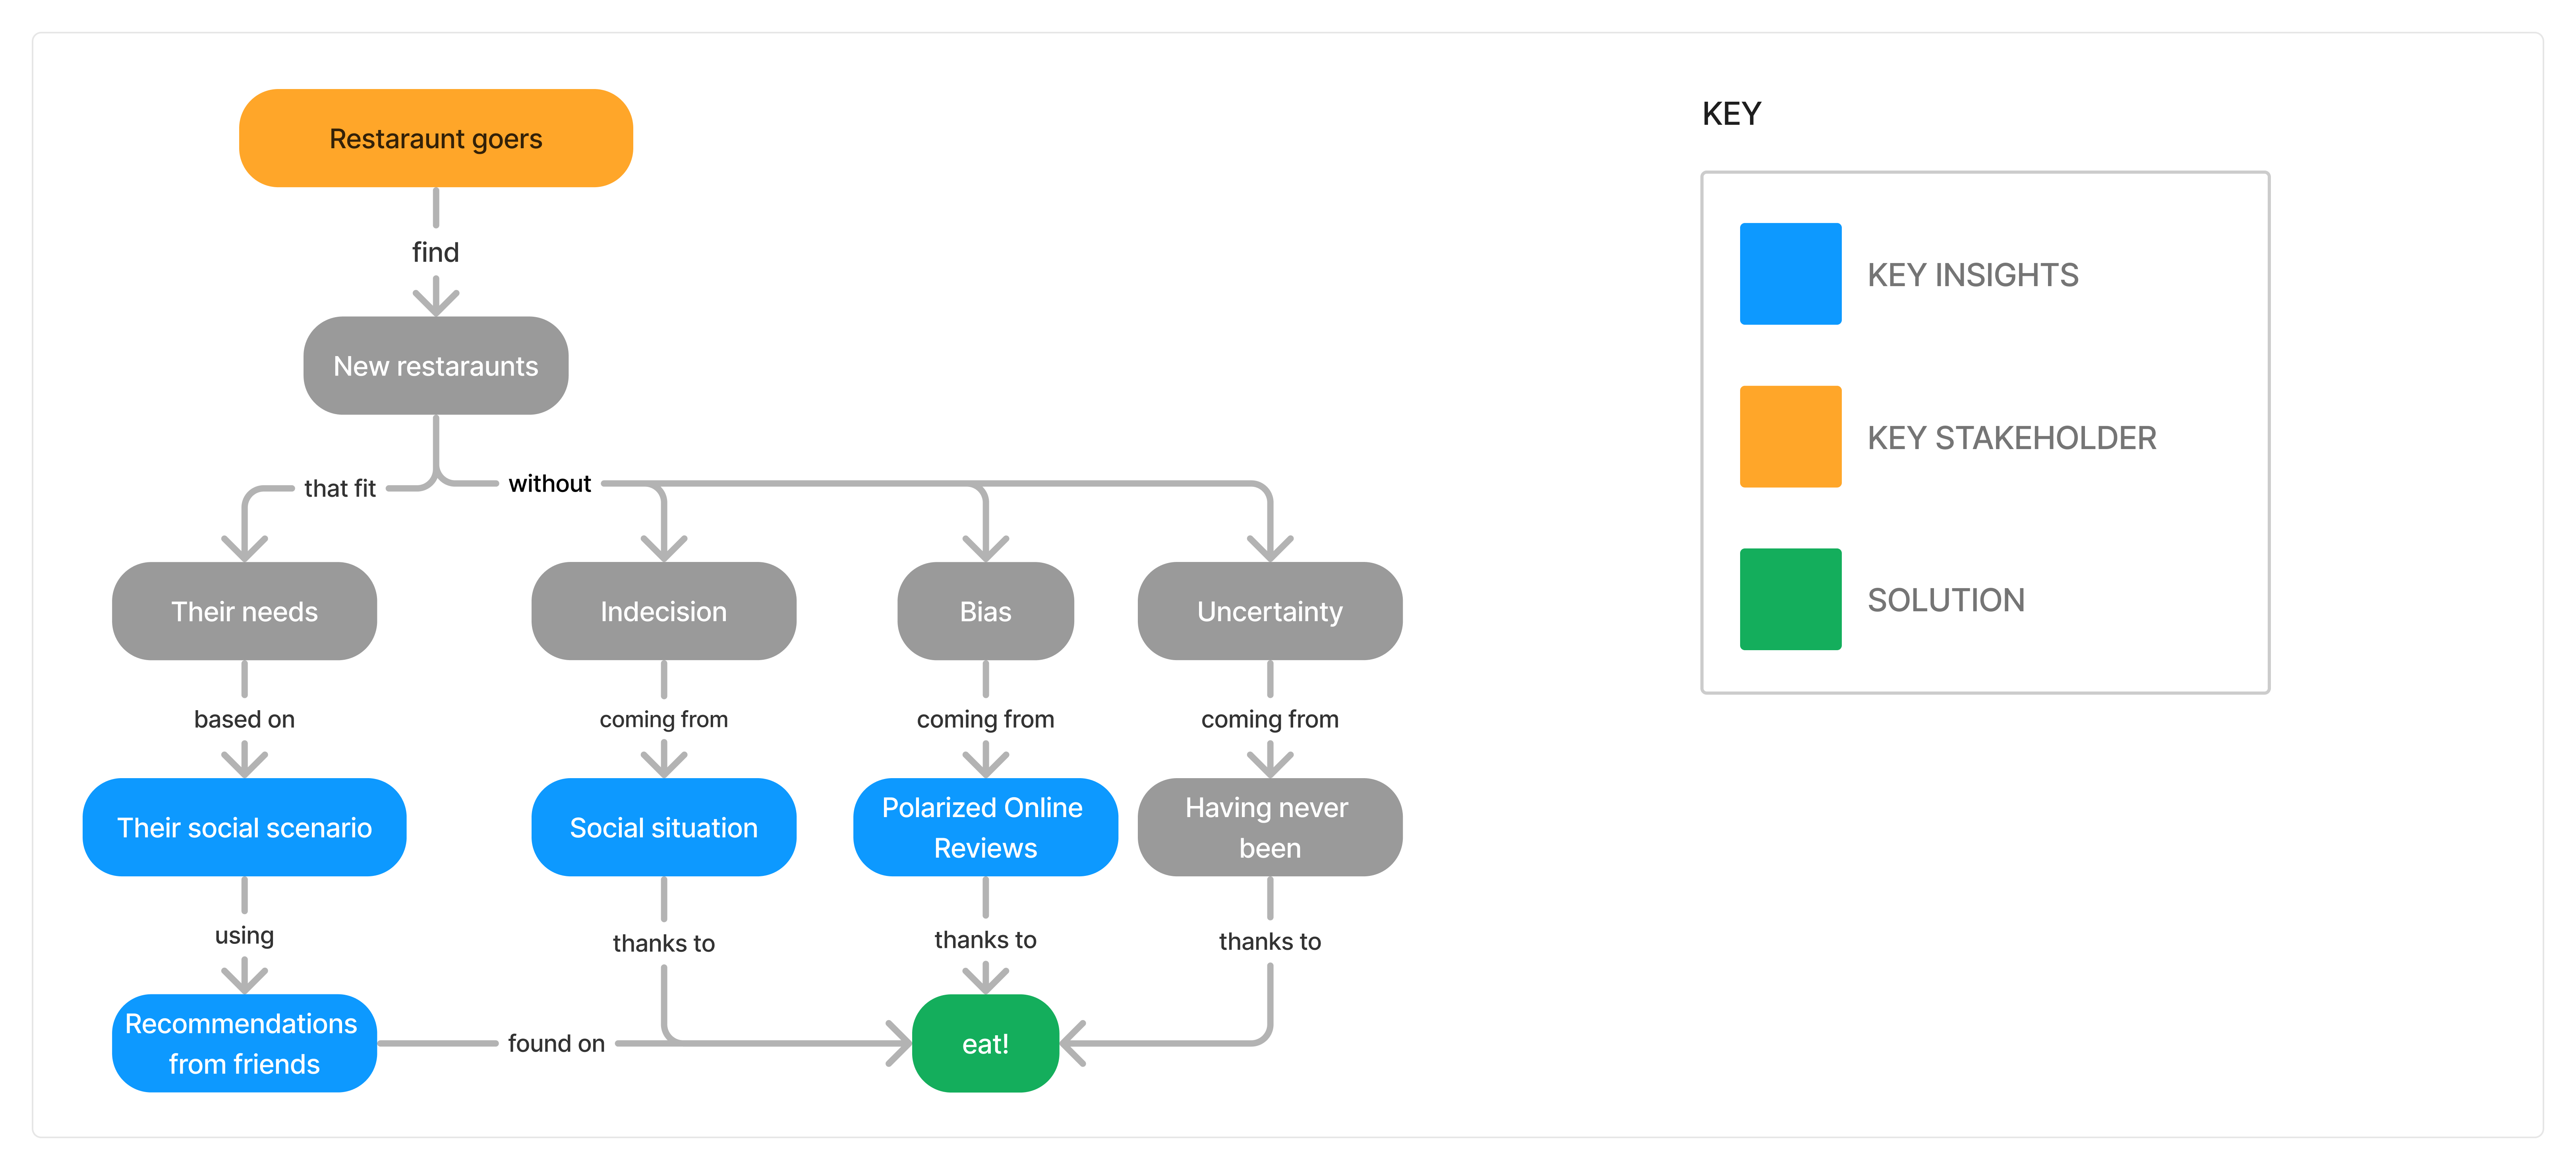 Restaraunt goers
KEY
find
KEY INSIGHTS
New restaraunts
KEY STAKEHOLDER
that fit
without
Their needs
Indecision
Bias
Uncertainty
SOLUTION
based on
coming from
coming from
coming from
Their social scenario
Social situation
Polarized Online
Reviews
Having never
been
using
thanks to
thanks to
thanks to
Recommendations
from friends
found on
eat!